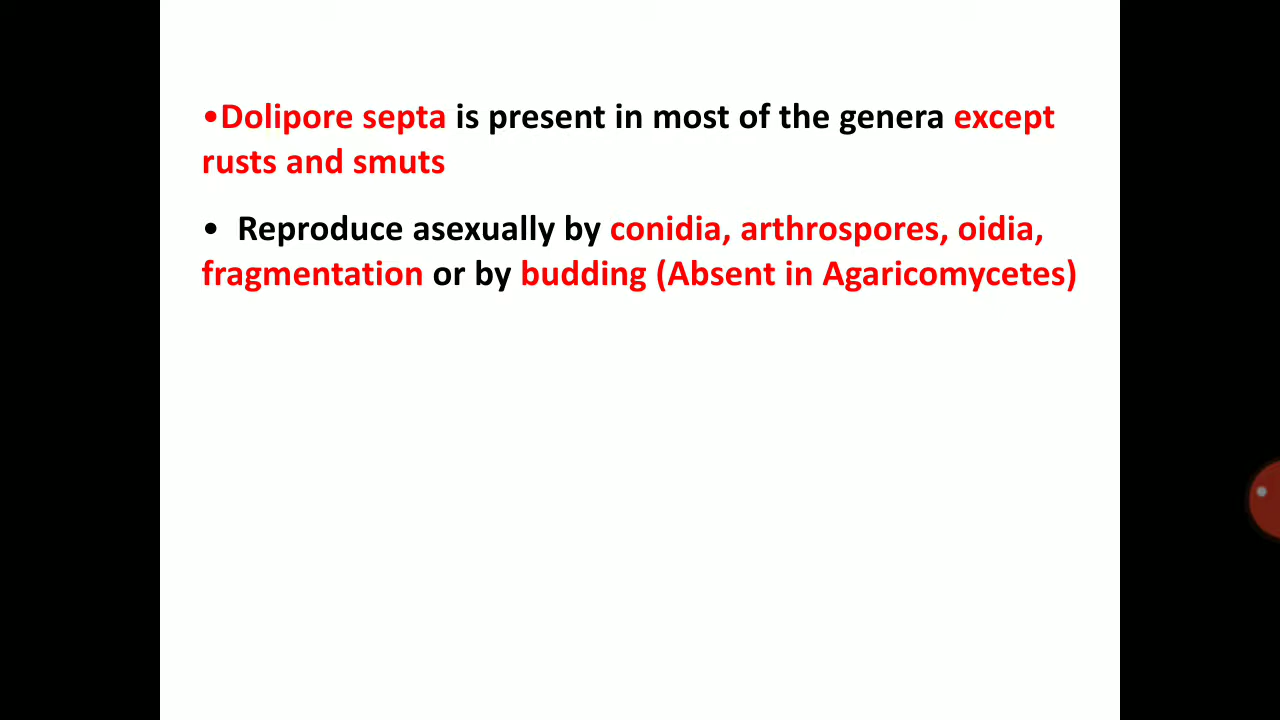 •Dolipore septa is present in most of the genera except
rusts and smuts
• Reproduce asexually by conidia, arthrospores, oidia,
fragmentation or by budding (Absent in Agaricomycetes)